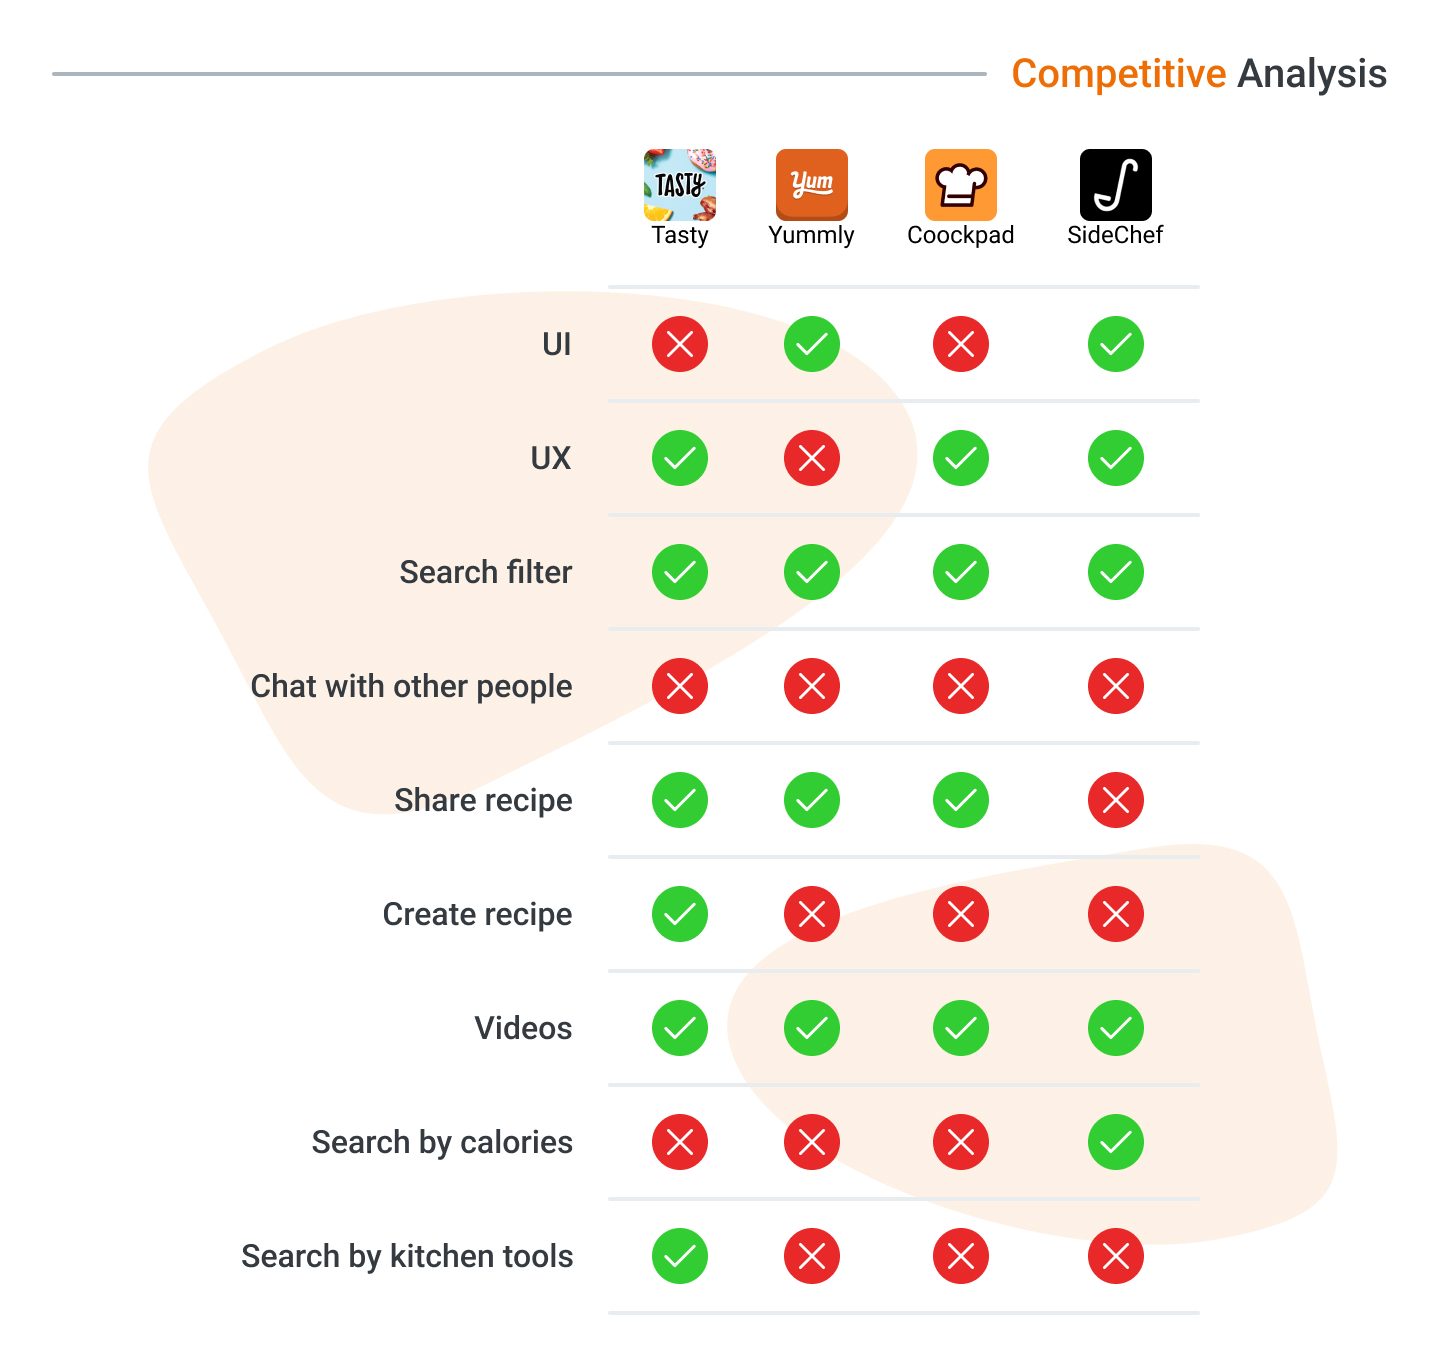 Competitive Analysis
TASTY
Yum
Tasty
Yummly
Coockpad
SideChef
UI
UX
Search filter
Chat with other people
Share recipe
Create recipe
Videos
Search by calories
Search by kitchen tools